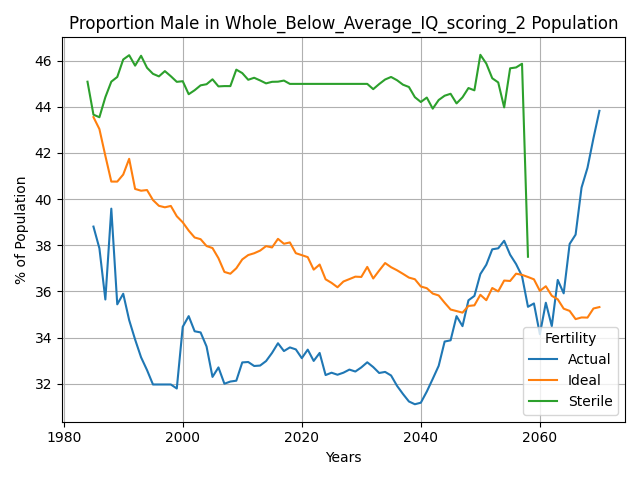 Proportion Male in Whole_Below_Average_IQ_scoring_2 Population
% of Population
46
44
42
40
38
36
34
32
1980
2000
2020
2040
2060
Years
Fertility
Actual
Ideal
Sterile